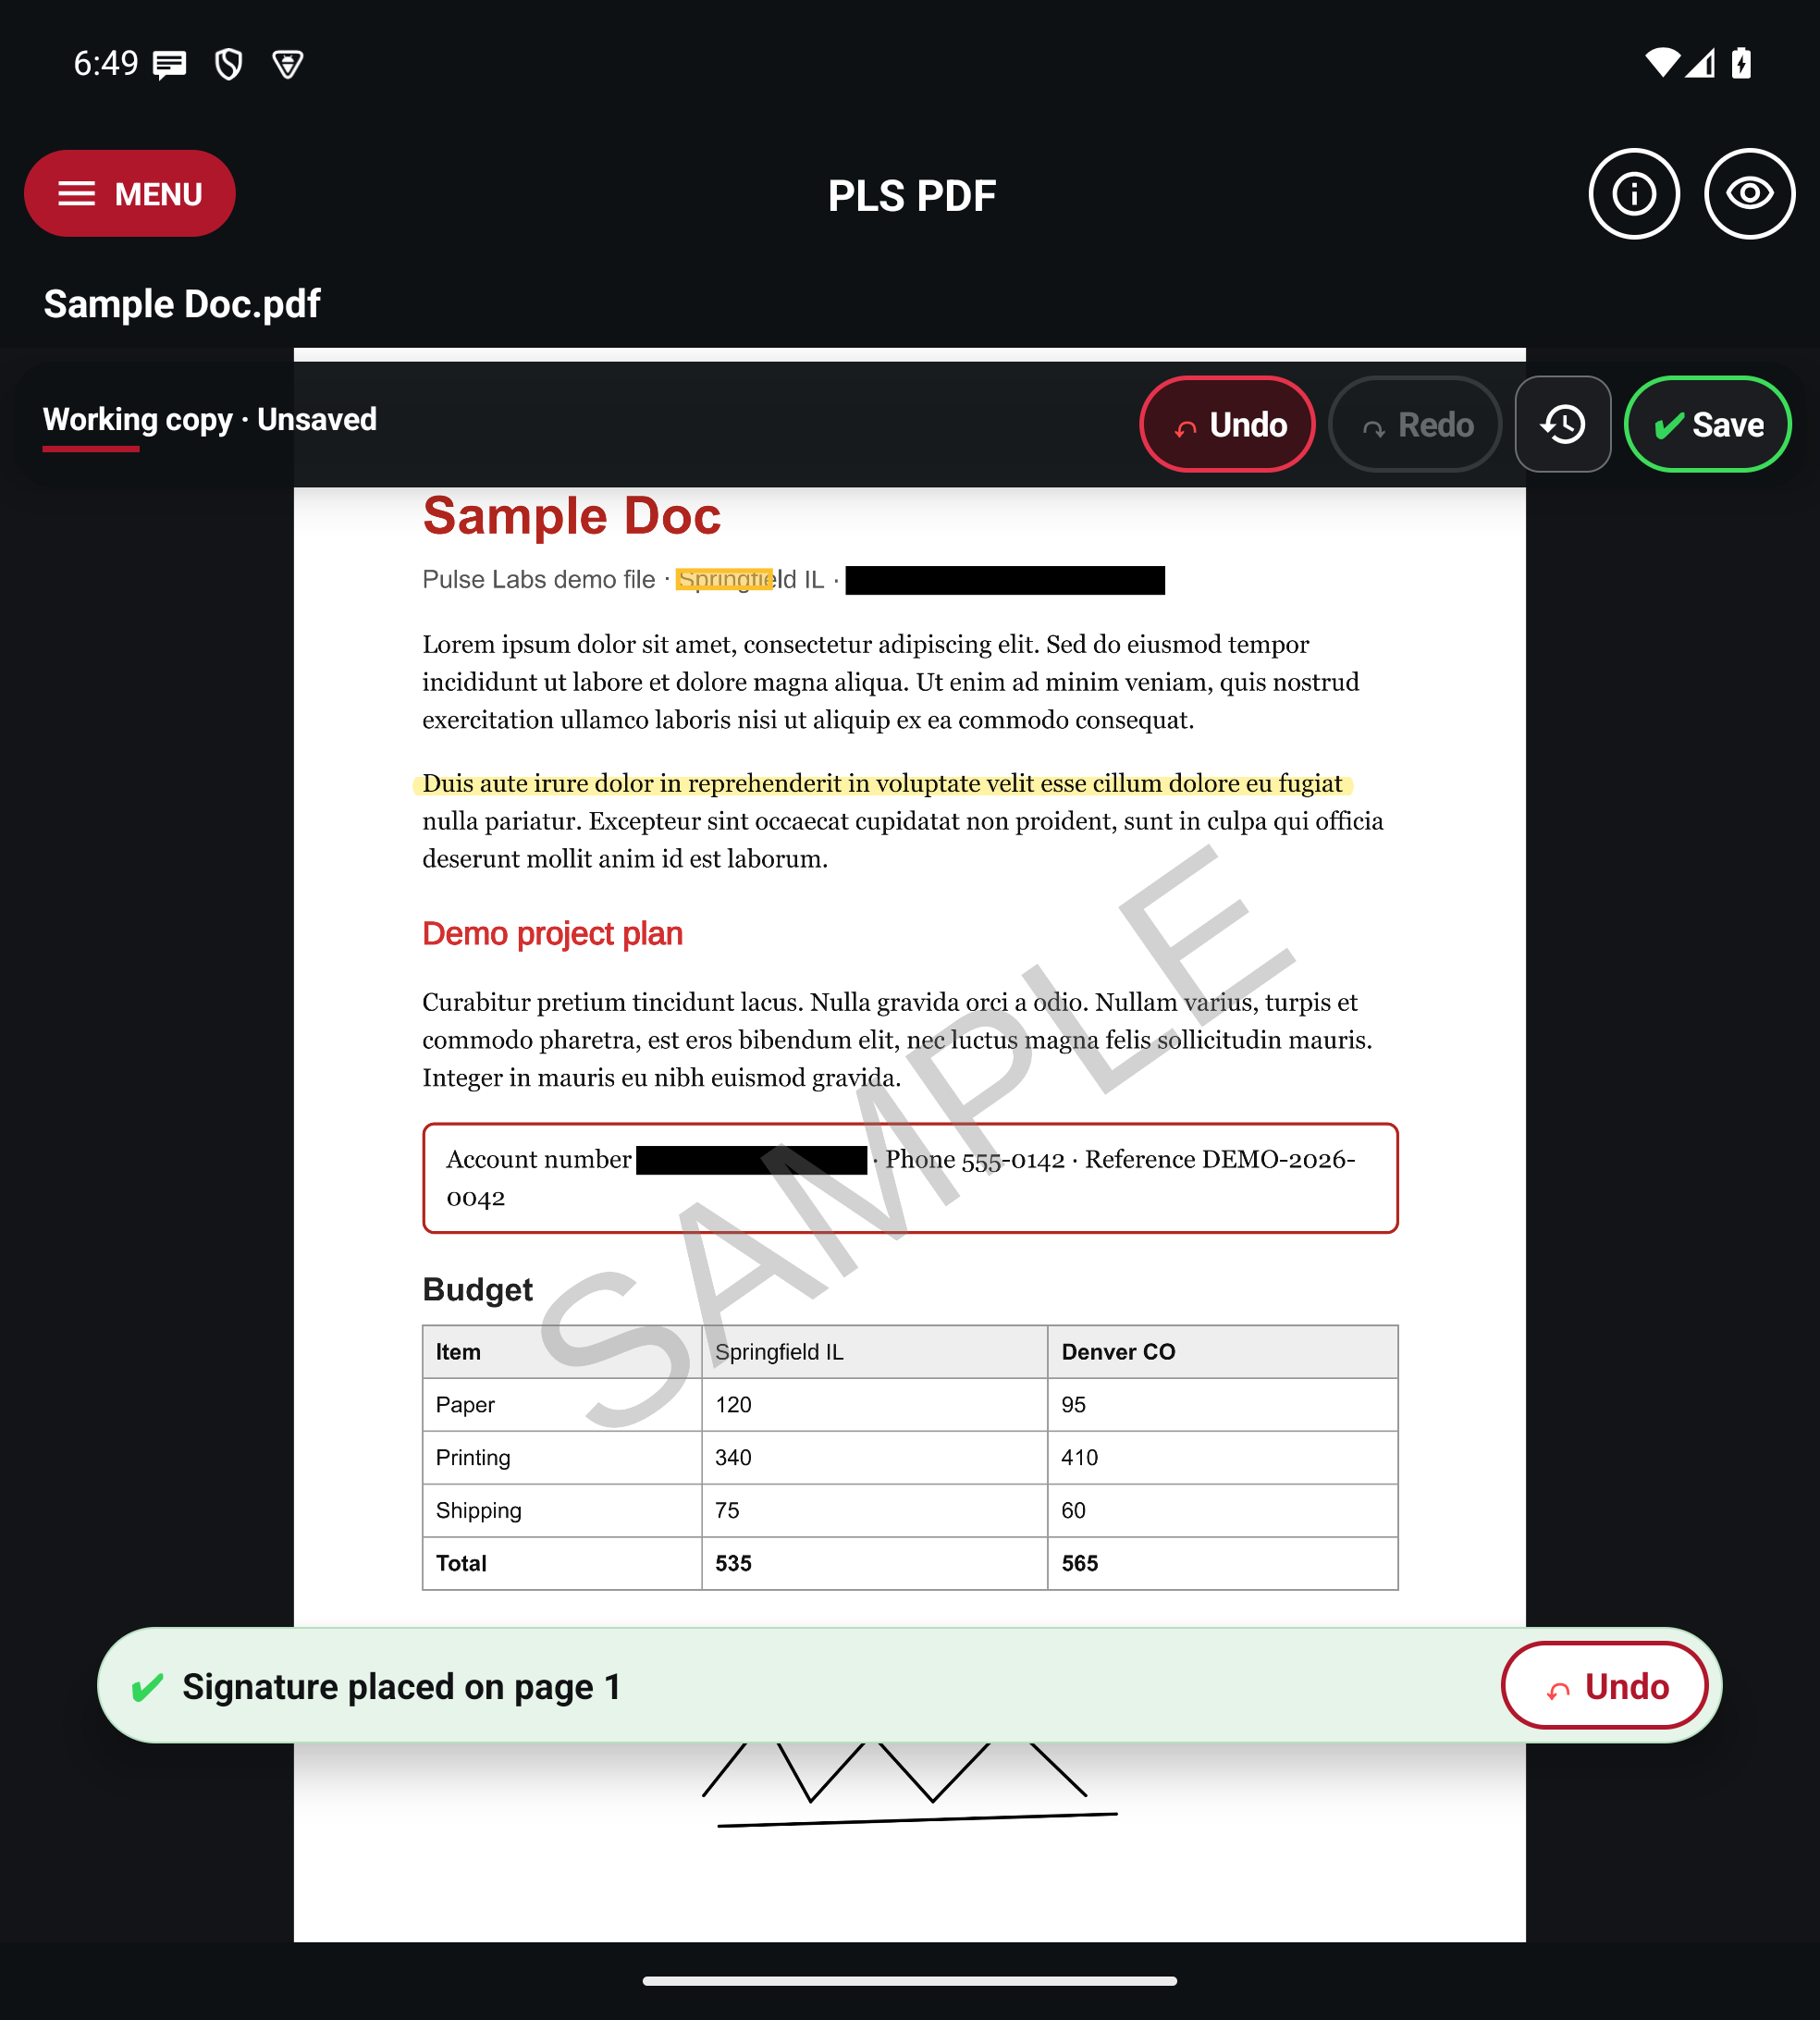 6:49
MENU
PLS PDF
Sample Doc.pdf
Working copy · Unsaved
Undo
Redo
Save
Sample Doc
Pulse Labs demo file · Springfield IL ·
Lorem ipsum dolor sit amet, consectetur adipiscing elit. Sed do eiusmod tempor
incididunt ut labore et dolore magna aliqua. Ut enim ad minim veniam, quis nostrud
exercitation ullamco laboris nisi ut aliquip ex ea commodo consequat.
Duis aute irure dolor in reprehenderit in voluptate velit esse cillum dolore eu fugiat
nulla pariatur. Excepteur sint occaecat cupidatat non proident, sunt in culpa qui officia
deserunt mollit anim id est laborum.
Demo project plan
Curabitur pretium tincidunt lacus. Nulla gravida orci a odio. Nullam varius, turpis et
commodo pharetra, est eros bibendum elit, nec luctus magna felis sollicitudin mauris.
Integer in mauris eu nibh euismod gravida.
SAMPLE
Account number · Phone 555-0142 · Reference DEMO-2026-
0042
Budget
Item Springfield IL Denver CO
Paper 120 95
Printing 340 410
Shipping 75 60
Total 535 565
✔ Signature placed on page 1
Undo